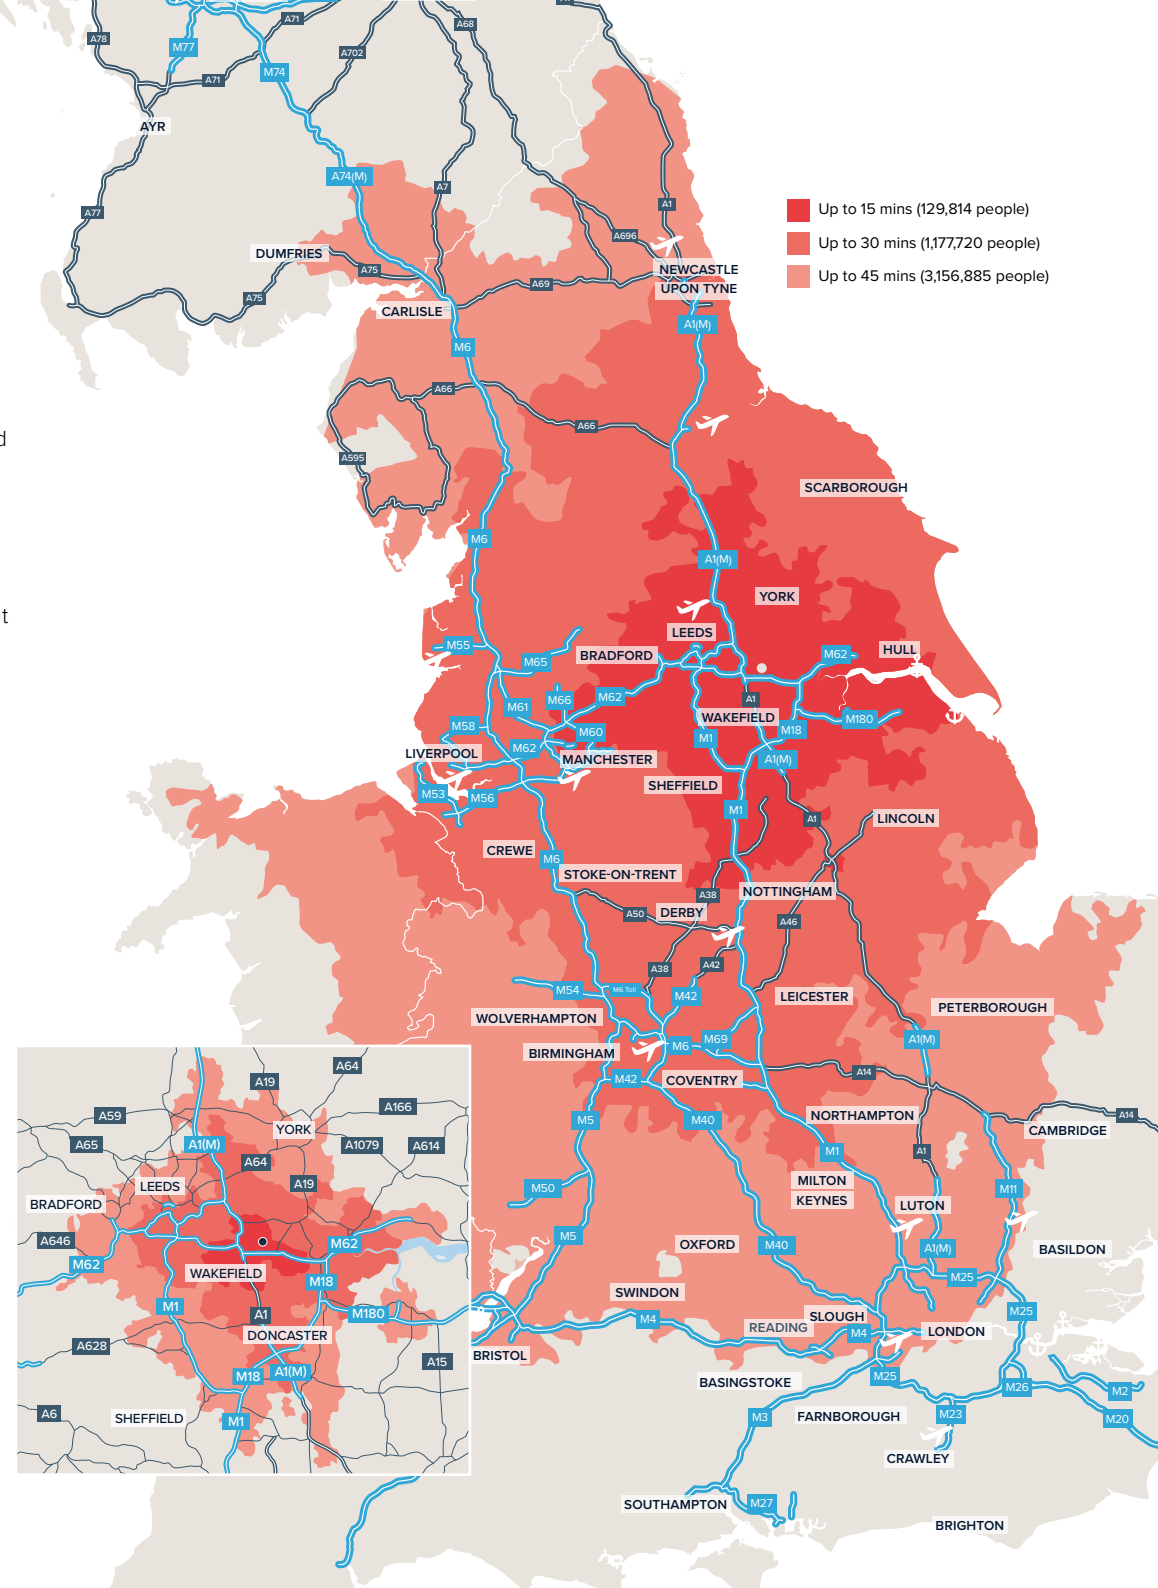 A71
A68
A78
M77
A702
M74
A71
AYR
A74(M)
A7
A77
A1
Up to 15 mins (129,814 people)
A696
Up to 30 mins (1,177,720 people)
DUMFRIES
A75
NEWCASTLE
UPON TYNE
Up to 45 mins (3,156,885 people)
A69
A75
CARLISLE
A1(M)
M6
A66
A66
d
A595
SCARBOROUGH
M6
A1(M)
YORK
t
LEEDS
M55
BRADFORD
M62
HULL
M65
M66
M62
A1
M61
WAKEFIELD
M180
M58
M60
M18
M1
LIVERPOOL
M62
MANCHESTER
A1(M)
SHEFFIELD
M53
M56
M1
A1
LINCOLN
CREWE
M6
STOKE-ON-TRENT
NOTTINGHAM
A38
A50
DERBY
A46
A38
A42
M54
M6 Toll
M42
LEICESTER
PETERBOROUGH
WOLVERHAMPTON
M69
A1(M)
BIRMINGHAM
M6
A14
M42
COVENTRY
M5
M40
NORTHAMPTON
A14
CAMBRIDGE
M1
A1
MILTON
KEYNES
M50
M11
LUTON
M5
OXFORD
M40
A1(M)
BASILDON
M25
SWINDON
M4
SLOUGH
M25
READING
M4
LONDON
BRISTOL
M25
BASINGSTOKE
M26
M2
M3
FARNBOROUGH
M23
M20
CRAWLEY
SOUTHAMPTON
M27
BRIGHTON
A64
A19
A59
A166
YORK
A65
A1(M)
A1079
A614
A64
LEEDS
A19
BRADFORD
A646
M62
M62
WAKEFIELD
M18
M1
A1
M180
DONCASTER
A628
A15
M18
A1(M)
A6
SHEFFIELD
M1